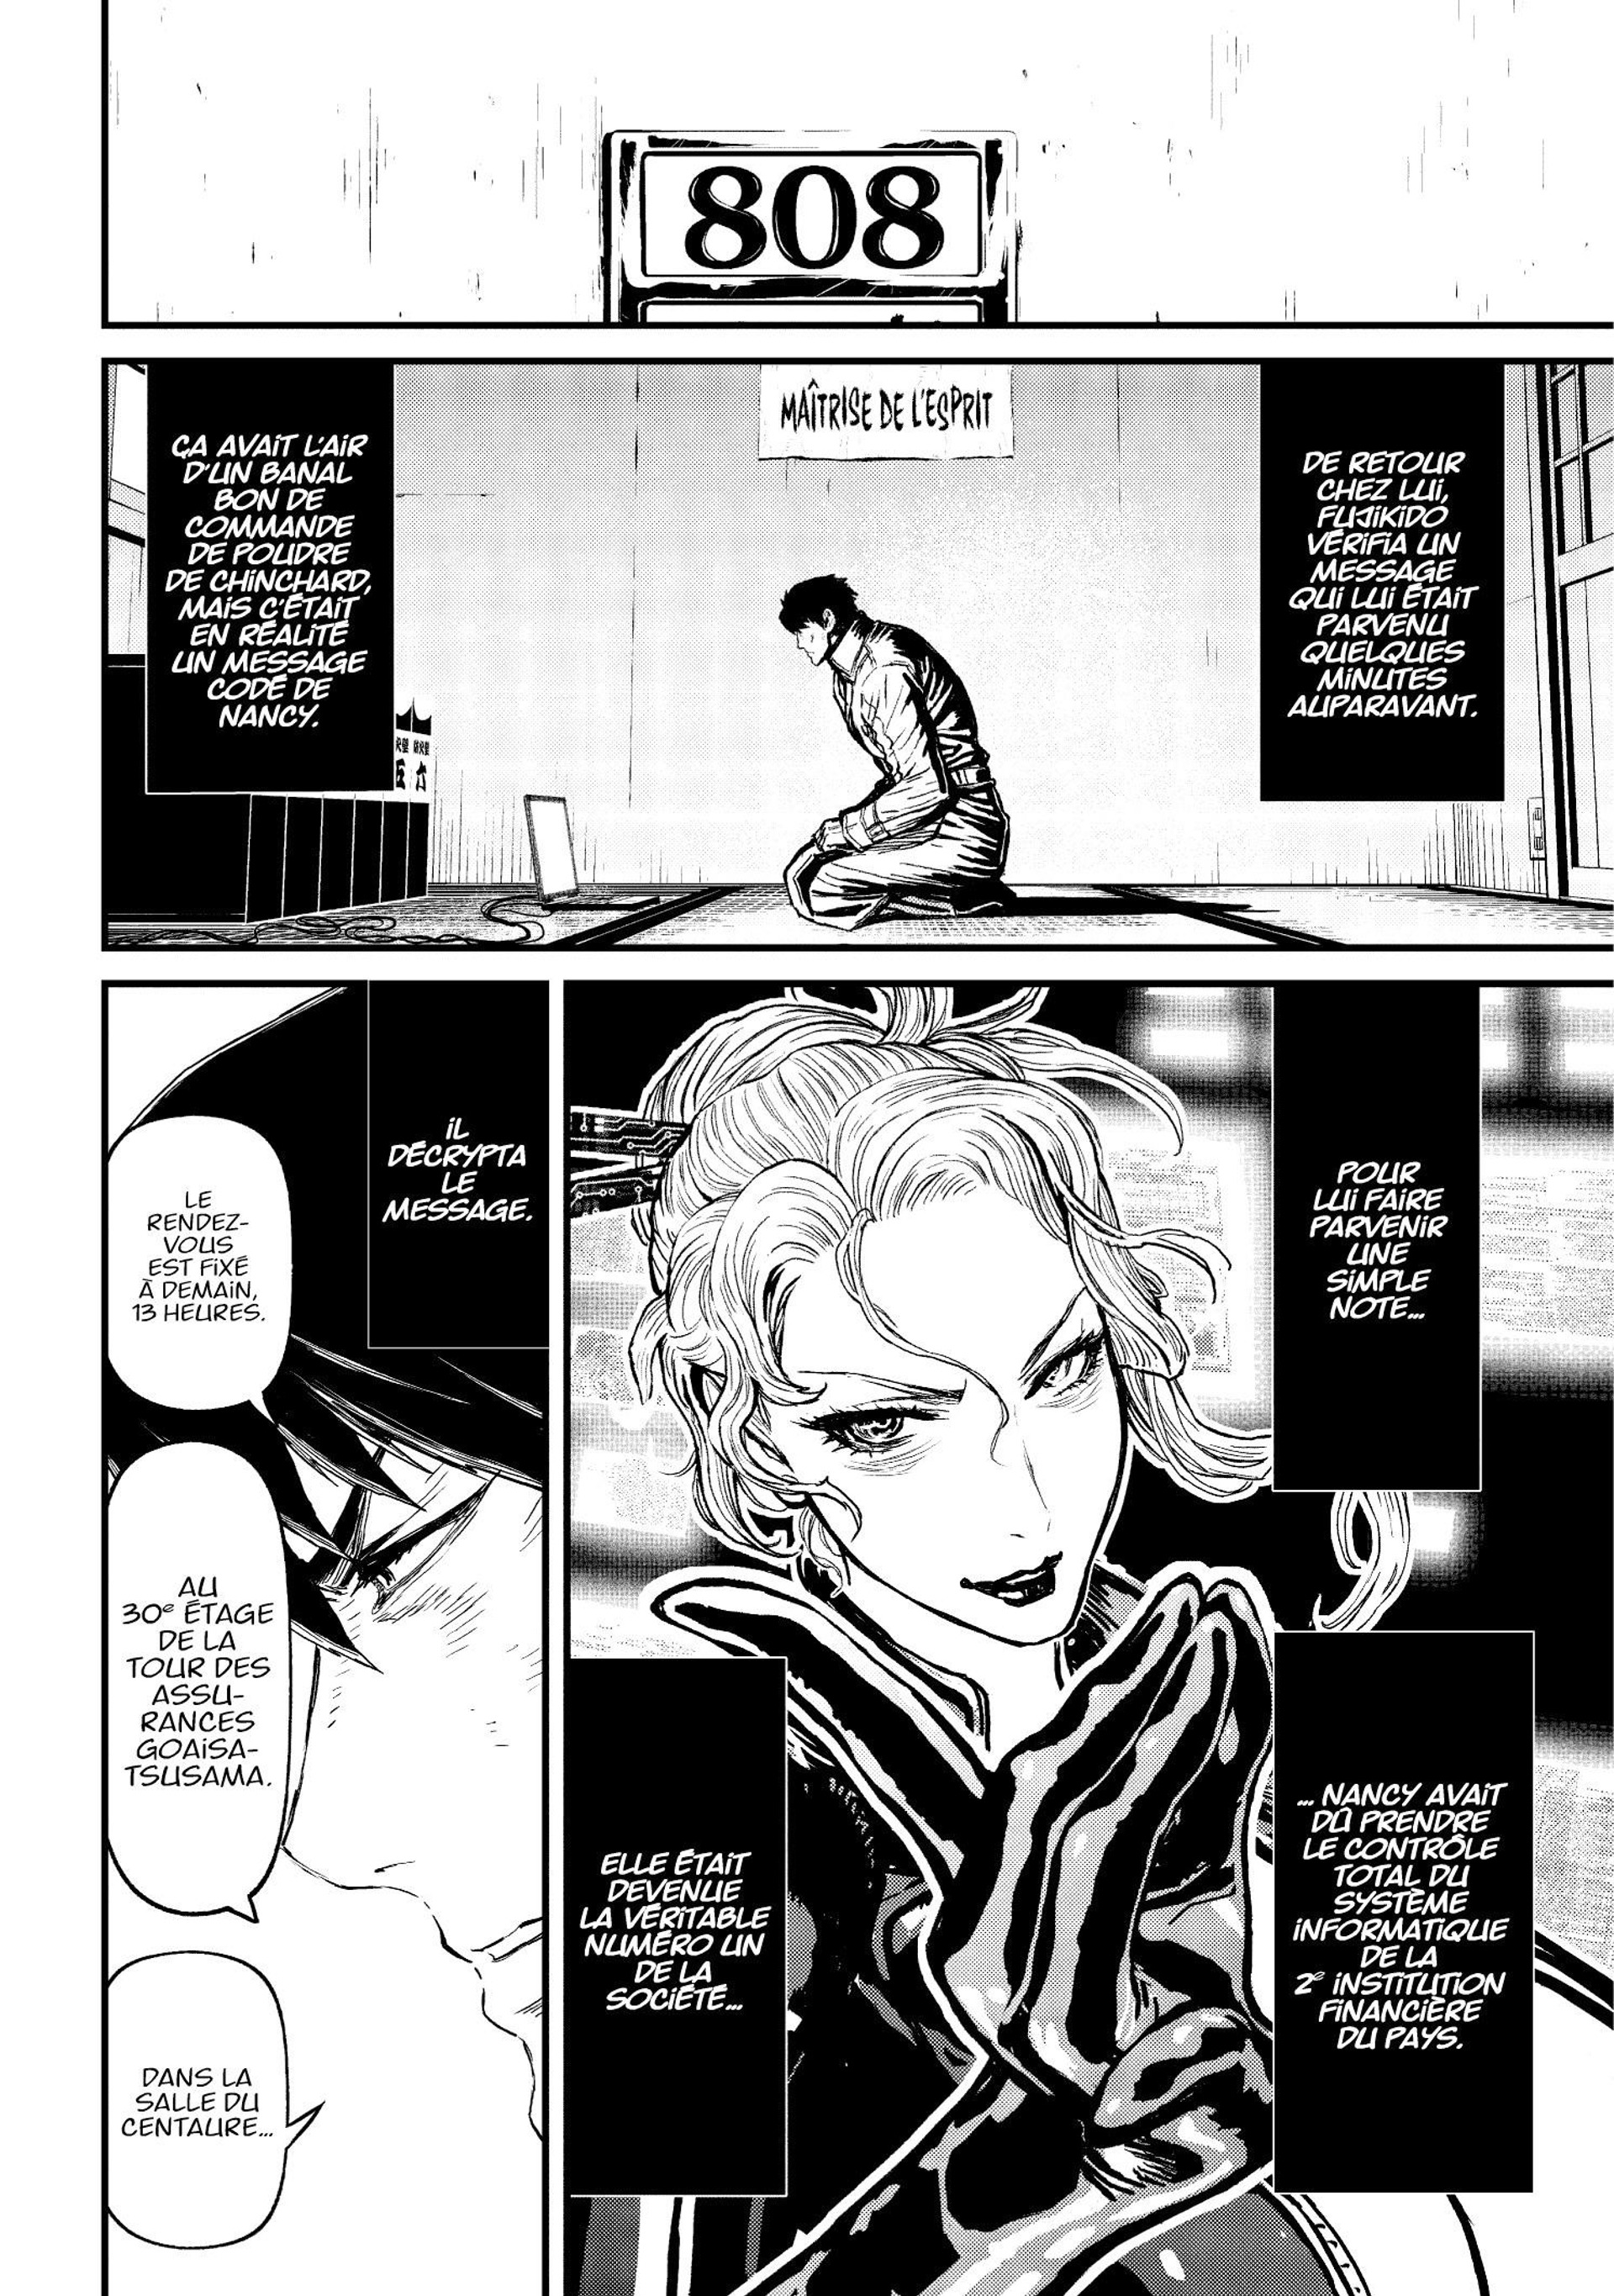 808
MAÎTRISE DE L'ESPRIT
DE RETOUR
CHEZ LUI,
FUJIKIDO
VÉRIFIA UN
MESSAGE
QUI LUI ÉTAIT
PARVENU
QUELQUES
MINUTES
AUPARAVANT.
ÇA AVAIT L'AIR
D'UN BANAL
BON DE
COMMANDE
DE POUDRE
DE CHINCHARD,
MAIS C'ÉTAIT
EN RÉALITÉ
UN MESSAGE
CODÉ DE
NANCY.
POUR
LUI FAIRE
PARVENIR
UNE
SIMPLE
NOTE...
... NANCY AVAIT
DÛ PRENDRE
LE CONTRÔLE
TOTAL DU
SYSTÈME
INFORMATIQUE
DE LA
2e INSTITUTION
FINANCIÈRE
DU PAYS.
ELLE ÉTAIT
DEVENUE
LA VÉRITABLE
NUMÉRO UN
DE LA
SOCIÉTÉ...
IL
DÉCRYPTA
LE
MESSAGE.
LE
RENDEZ-
VOUS
EST FIXÉ
À DEMAIN,
13 HEURES.
AU
30e ÉTAGE
DE LA
TOUR DES
ASSU-
RANCES
GOAISA-
TSUSAMA.
DANS LA
SALLE DU
CENTAURE...